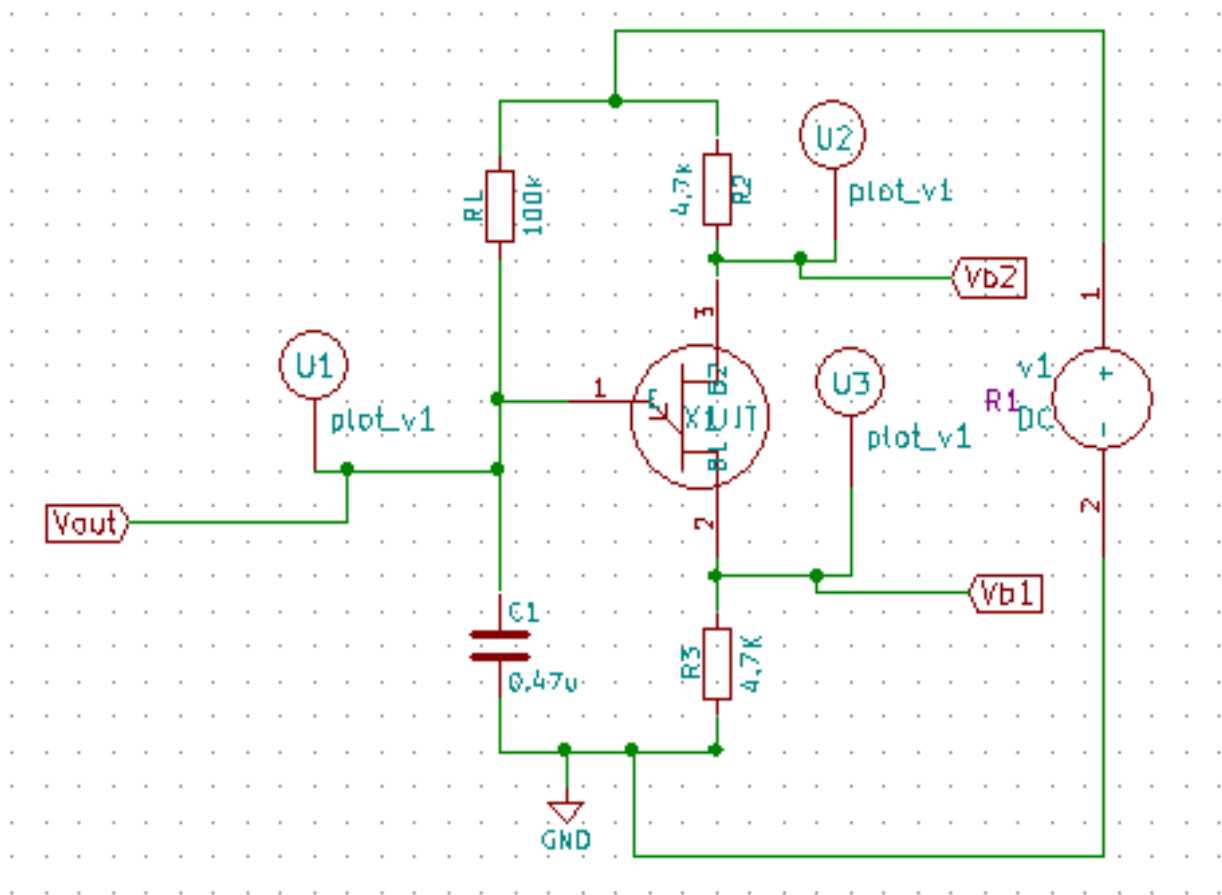 U2
plot_v1
RL
100k
4,7k
R2
Vb2
3
1
U1
plot_v1
1
E
B2
X1
UJT
B1
U3
plot_v1
v1
+
R1
DC
-
2
Vout
2
Vb1
C1
0,47u
R3
4,7K
GND